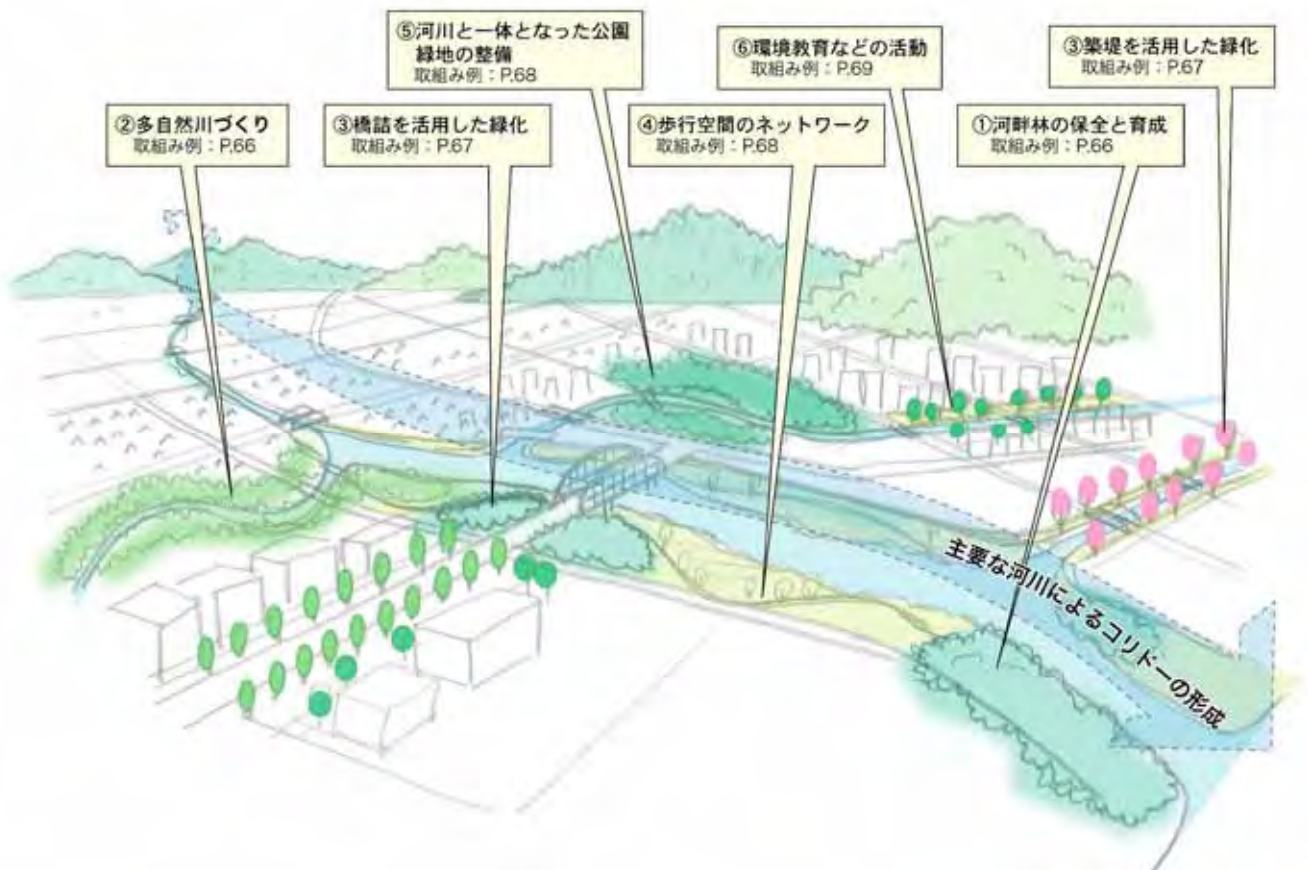 ⑤河川と一体となった公園
緑地の整備
取組み例：P.68
⑥環境教育などの活動
取組み例：P.69
③築堤を活用した緑化
取組み例：P.67
②多自然川づくり
取組み例：P.66
③橋詰を活用した緑化
取組み例：P.67
④歩行空間のネットワーク
取組み例：P.68
①河畔林の保全と育成
取組み例：P.66
主要な河川によるコリドーの形成